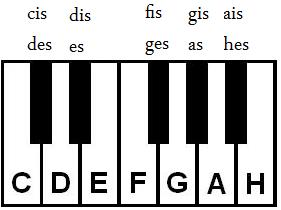 cis dis fis gis ais
des es ges as hes
C D E F G A H